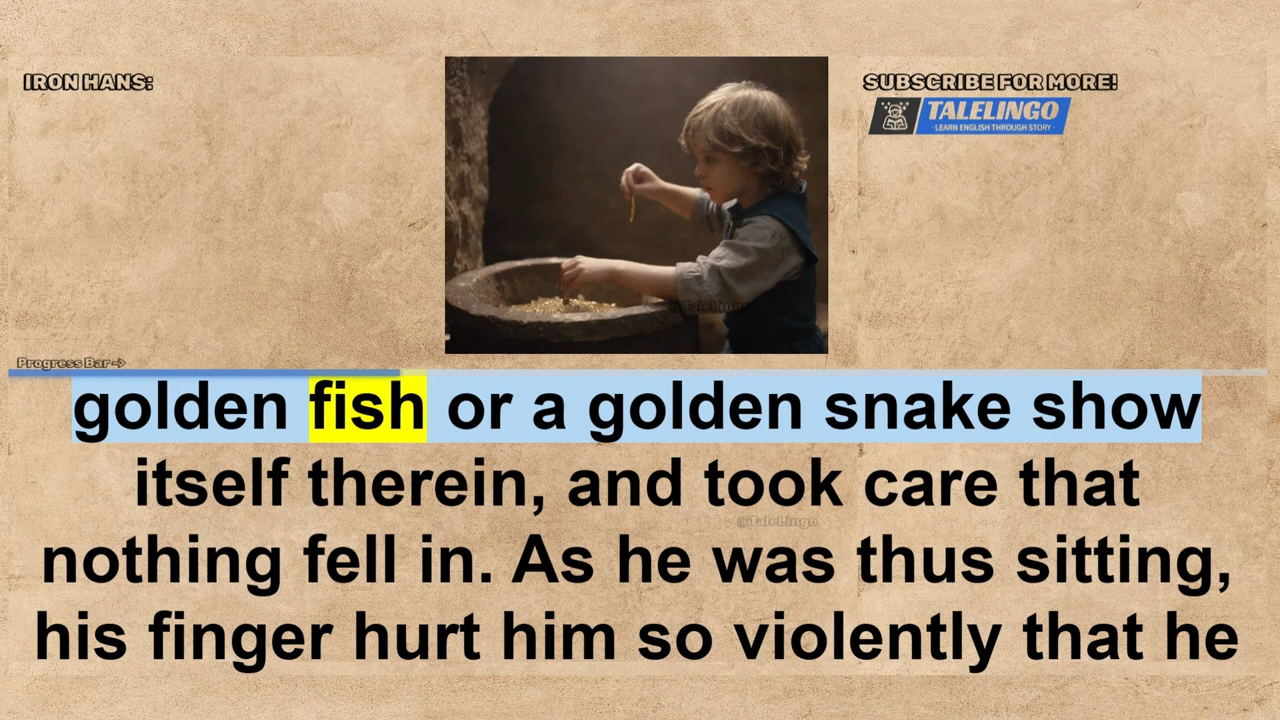 IRON HANS:
SUBSCRIBE FOR MORE!
TALELINGO
· LEARN ENGLISH THROUGH STORY ·
@TaleLingo
Progress Bar->
golden fish or a golden snake show
itself therein, and took care that
@TaleLingo
nothing fell in. As he was thus sitting,
his finger hurt him so violently that he